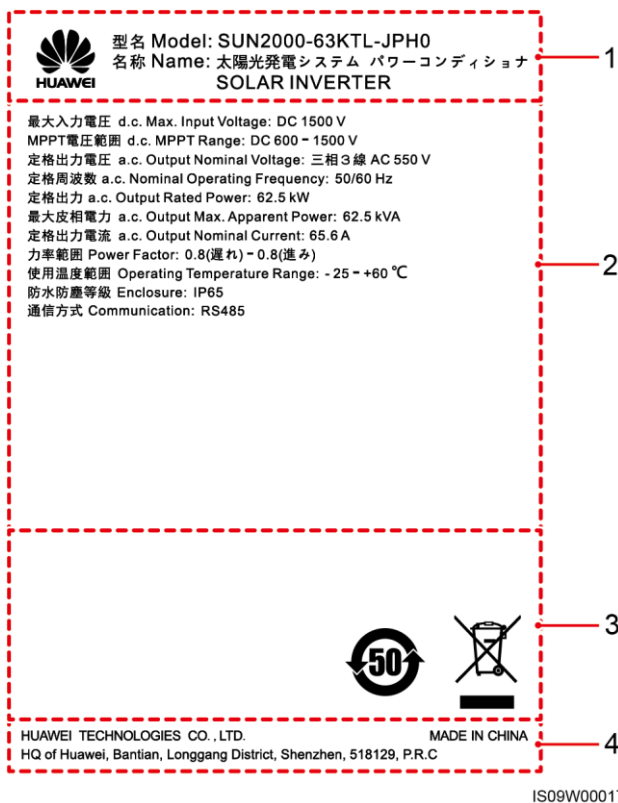 型名 Model: SUN2000-63KTL-JPH0
名称 Name: 太陽光発電システム パワーコンディショナ
SOLAR INVERTER
HUAWEI
1
最大入力電圧 d.c. Max. Input Voltage: DC 1500 V
MPPT電圧範囲 d.c. MPPT Range: DC 600 - 1500 V
定格出力電圧 a.c. Output Nominal Voltage: 三相3線 AC 550 V
定格周波数 a.c. Nominal Operating Frequency: 50/60 Hz
定格出力 a.c. Output Rated Power: 62.5 kW
最大皮相電力 a.c. Output Max. Apparent Power: 62.5 kVA
定格出力電流 a.c. Output Nominal Current: 65.6 A
力率範囲 Power Factor: 0.8(遅れ) - 0.8(進み)
使用温度範囲 Operating Temperature Range: - 25 - +60 ℃
防水防塵等級 Enclosure: IP65
通信方式 Communication: RS485
2
50
3
HUAWEI TECHNOLOGIES CO., LTD. MADE IN CHINA
HQ of Huawei, Bantian, Longgang District, Shenzhen, 518129, P.R.C
4